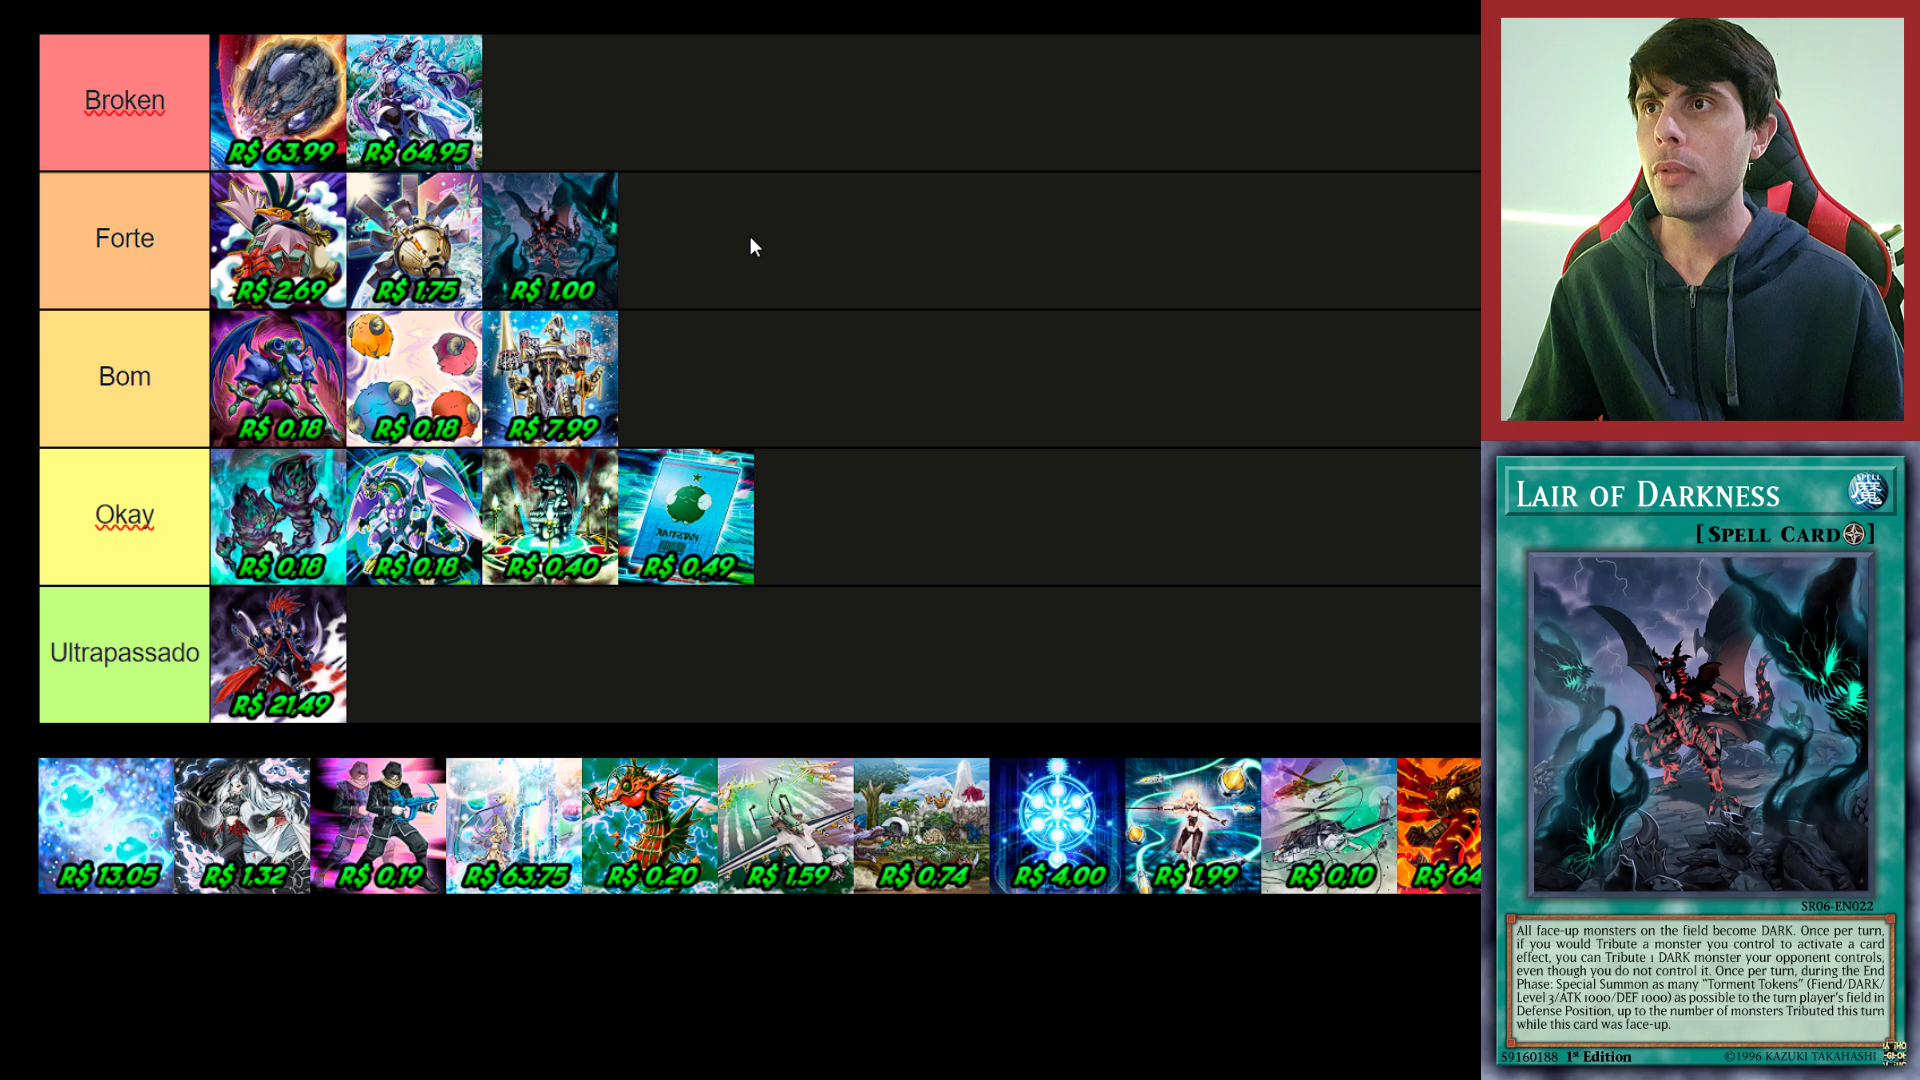 Broken
R$ 63,99
R$ 64,95
Forte
R$ 2,69
R$ 1,75
R$ 1,00
Bom
R$ 0,18
R$ 0,18
R$ 7,99
Okay
R$ 0,18
R$ 0,18
R$ 0,40
R$ 0,49
Ultrapassado
R$ 21,49
R$ 13,05
R$ 1,32
R$ 0,19
R$ 63,75
R$ 0,20
R$ 1,59
R$ 0,74
R$ 4,00
R$ 1,99
R$ 0,10
R$ 64
LAIR OF DARKNESS
SPELL
魔
[SPELL CARD]
SR06-EN022
All face-up monsters on the field become DARK. Once per turn,
if you would Tribute a monster you control to activate a card
effect, you can Tribute 1 DARK monster your opponent controls,
even though you do not control it. Once per turn, during the End
Phase: Special Summon as many "Torment Tokens" (Fiend/DARK/
Level 3/ATK 1000/DEF 1000) as possible to the turn player's field in
Defense Position, up to the number of monsters Tributed this turn
while this card was face-up.
59160188 1st Edition
©1996 KAZUKI TAKAHASHI